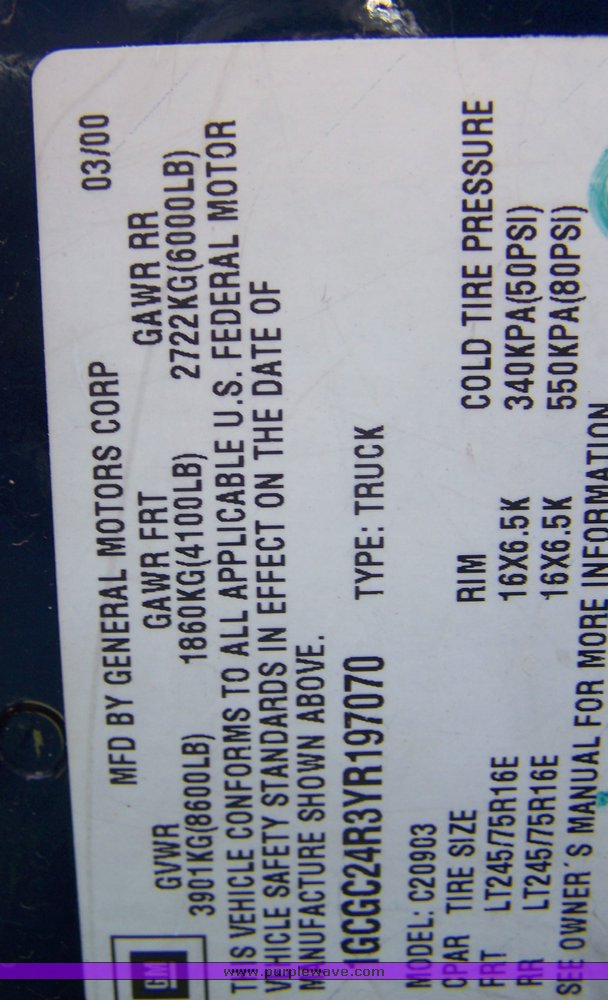 MFD BY GENERAL MOTORS CORP 03/00
GVWR GAWR FRT GAWR RR
3901KG(8600LB) 1860KG(4100LB) 2722KG(6000LB)
THIS VEHICLE CONFORMS TO ALL APPLICABLE U.S. FEDERAL MOTOR
VEHICLE SAFETY STANDARDS IN EFFECT ON THE DATE OF
MANUFACTURE SHOWN ABOVE.
1GCGC24R3YR197070 TYPE: TRUCK
MODEL: C20903
CPAR TIRE SIZE RIM COLD TIRE PRESSURE
FRT LT245/75R16E 16X6.5K 340KPA(50PSI)
RR LT245/75R16E 16X6.5K 550KPA(80PSI)
SEE OWNER´S MANUAL FOR MORE INFORMATION
GM
www.purplewave.com